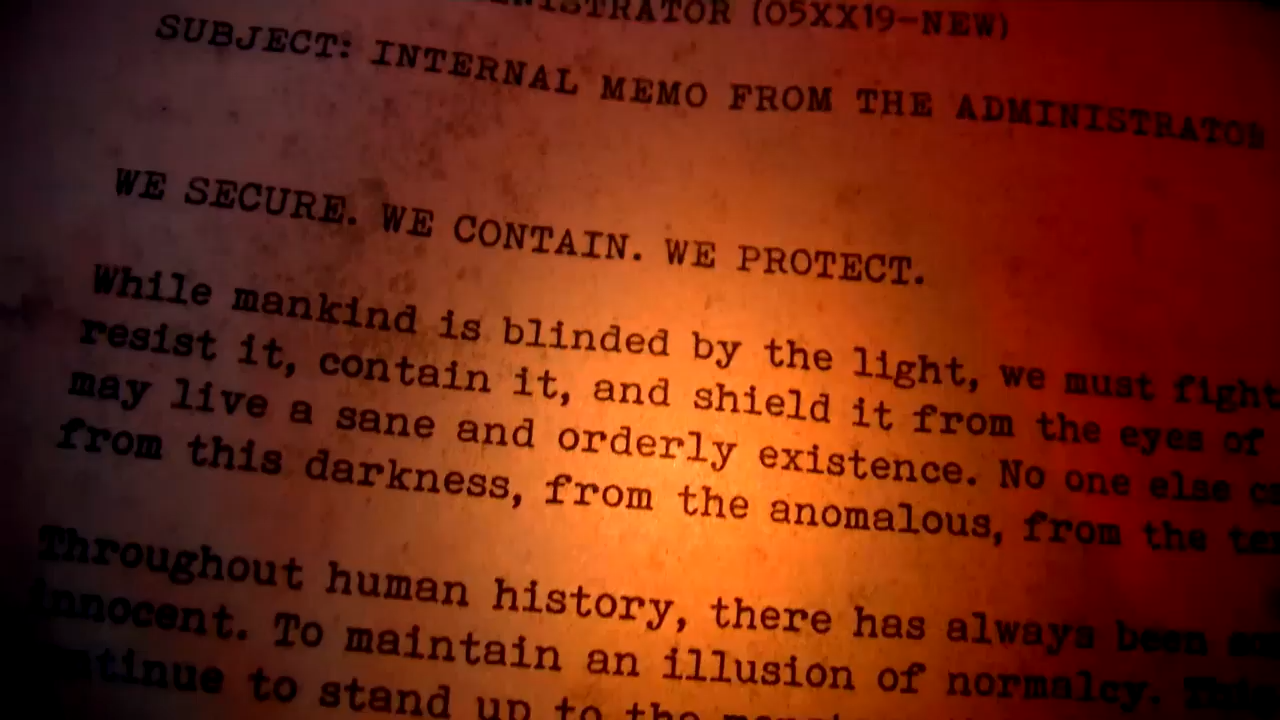 (05XX19-NEW)
SUBJECT: INTERNAL MEMO FROM THE ADMINISTRATOR
WE SECURE. WE CONTAIN. WE PROTECT.
While mankind is blinded by the light, we must fight
resist it, contain it, and shield it from the eyes of
may live a sane and orderly existence. No one else
from this darkness, from the anomalous, from the
Throughout human history, there has always been
innocent. To maintain an illusion of normalcy. This
to stand up to the